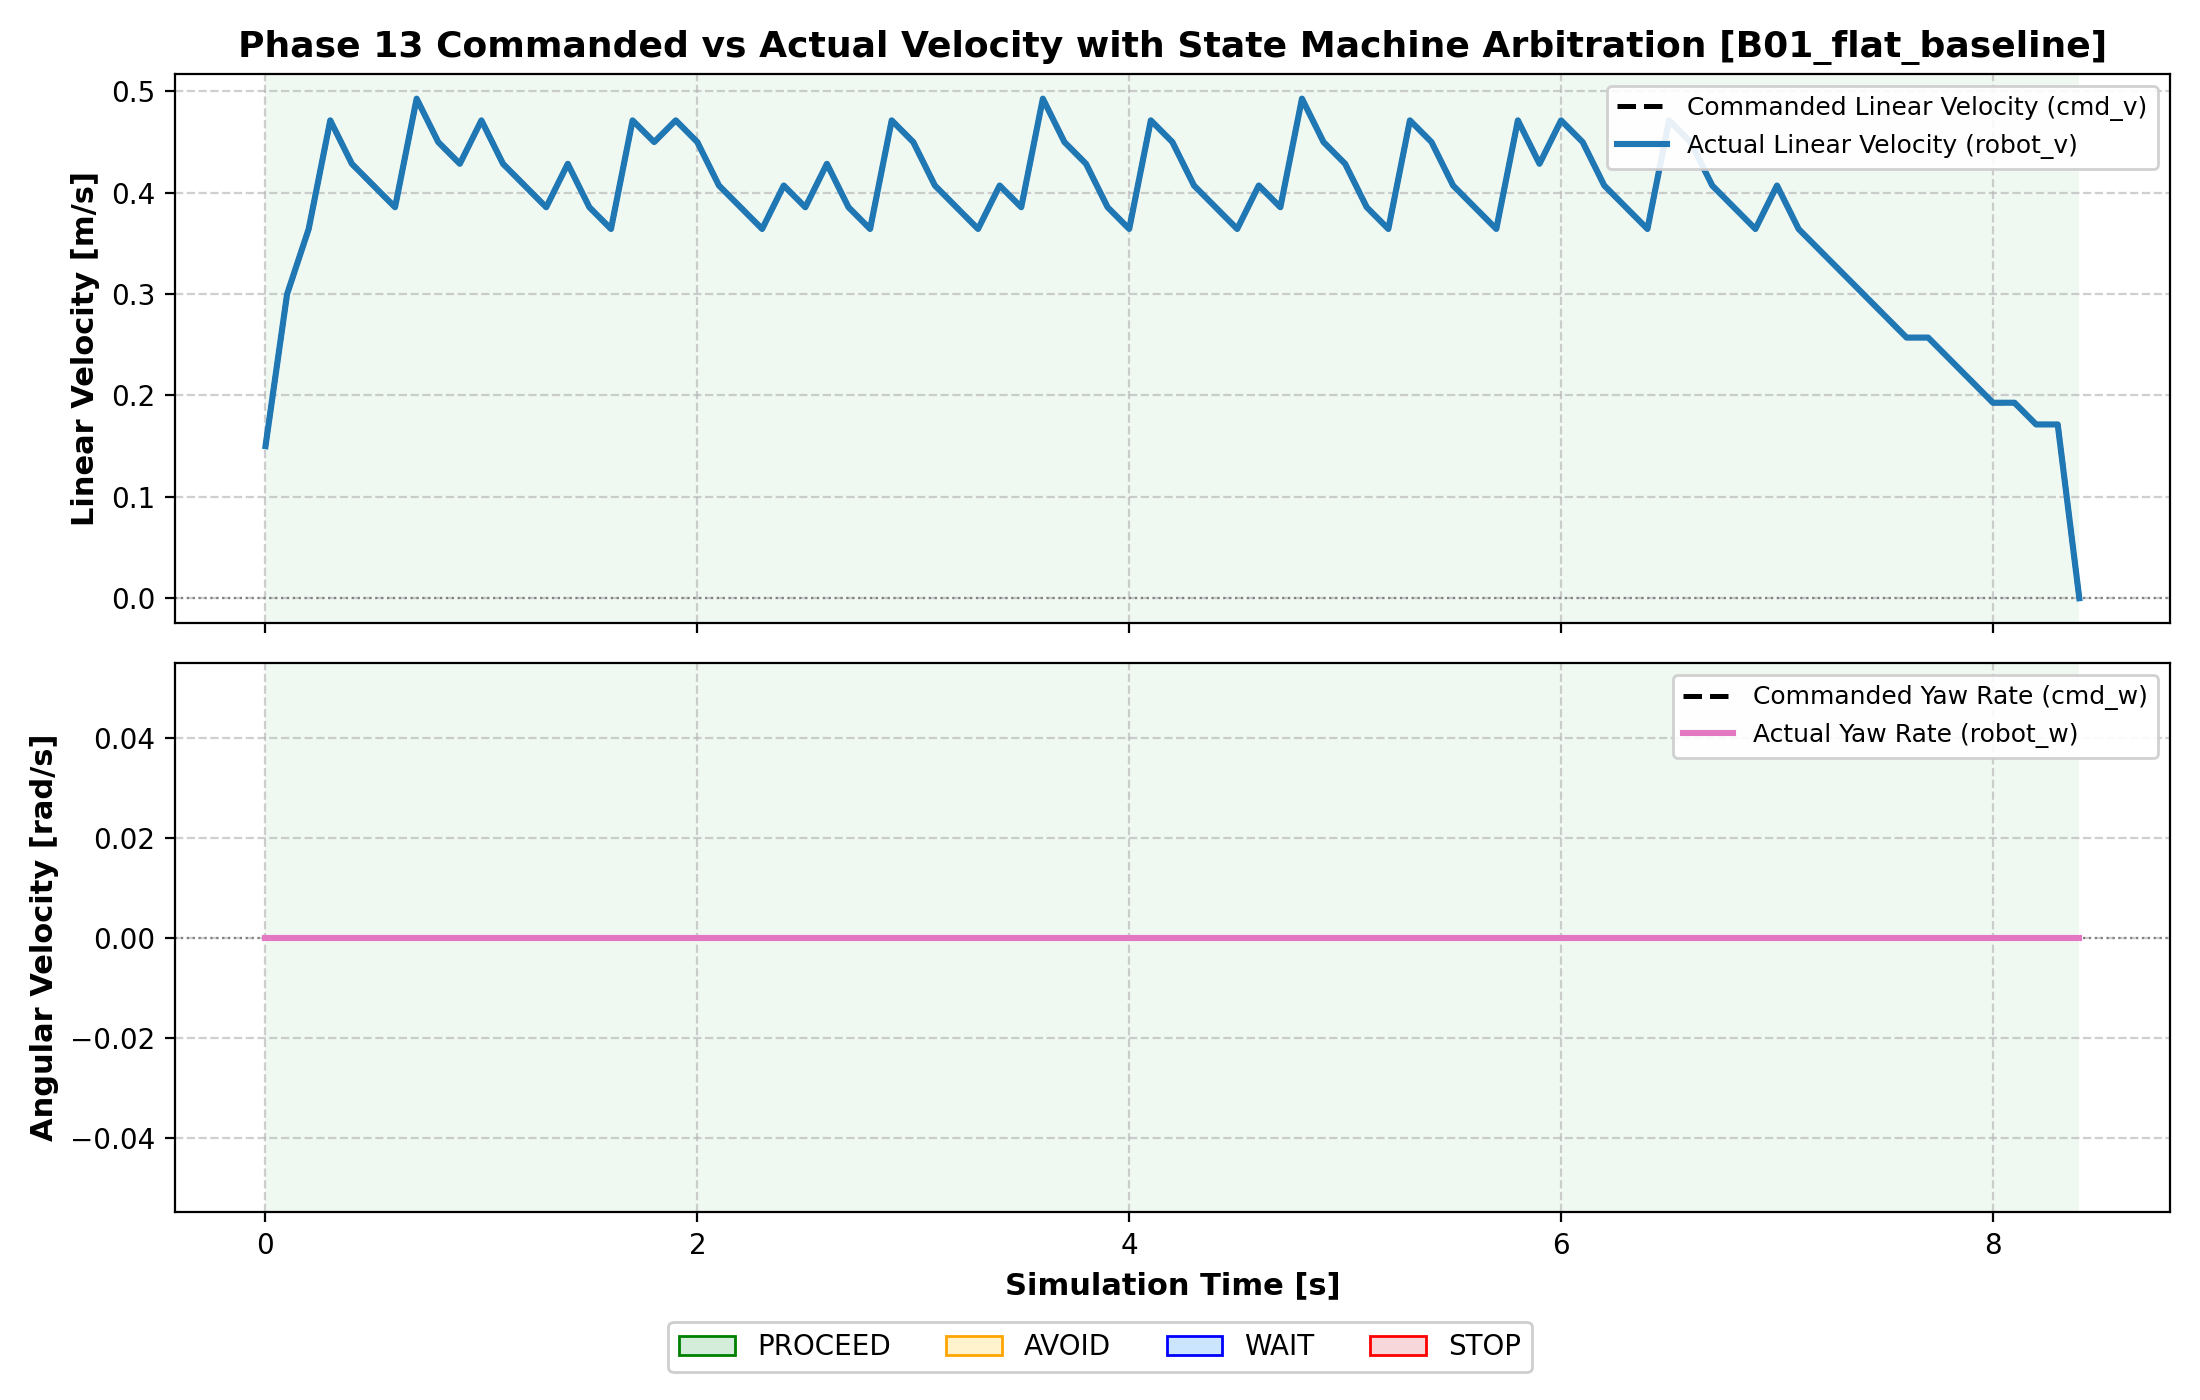 Phase 13 Commanded vs Actual Velocity with State Machine Arbitration [B01_flat_baseline]
Linear Velocity [m/s]
0.5
0.4
0.3
0.2
0.1
0.0
Commanded Linear Velocity (cmd_v)
Actual Linear Velocity (robot_v)
Angular Velocity [rad/s]
0.04
0.02
0.00
−0.02
−0.04
Commanded Yaw Rate (cmd_w)
Actual Yaw Rate (robot_w)
0 2 4 6 8
Simulation Time [s]
PROCEED AVOID WAIT STOP